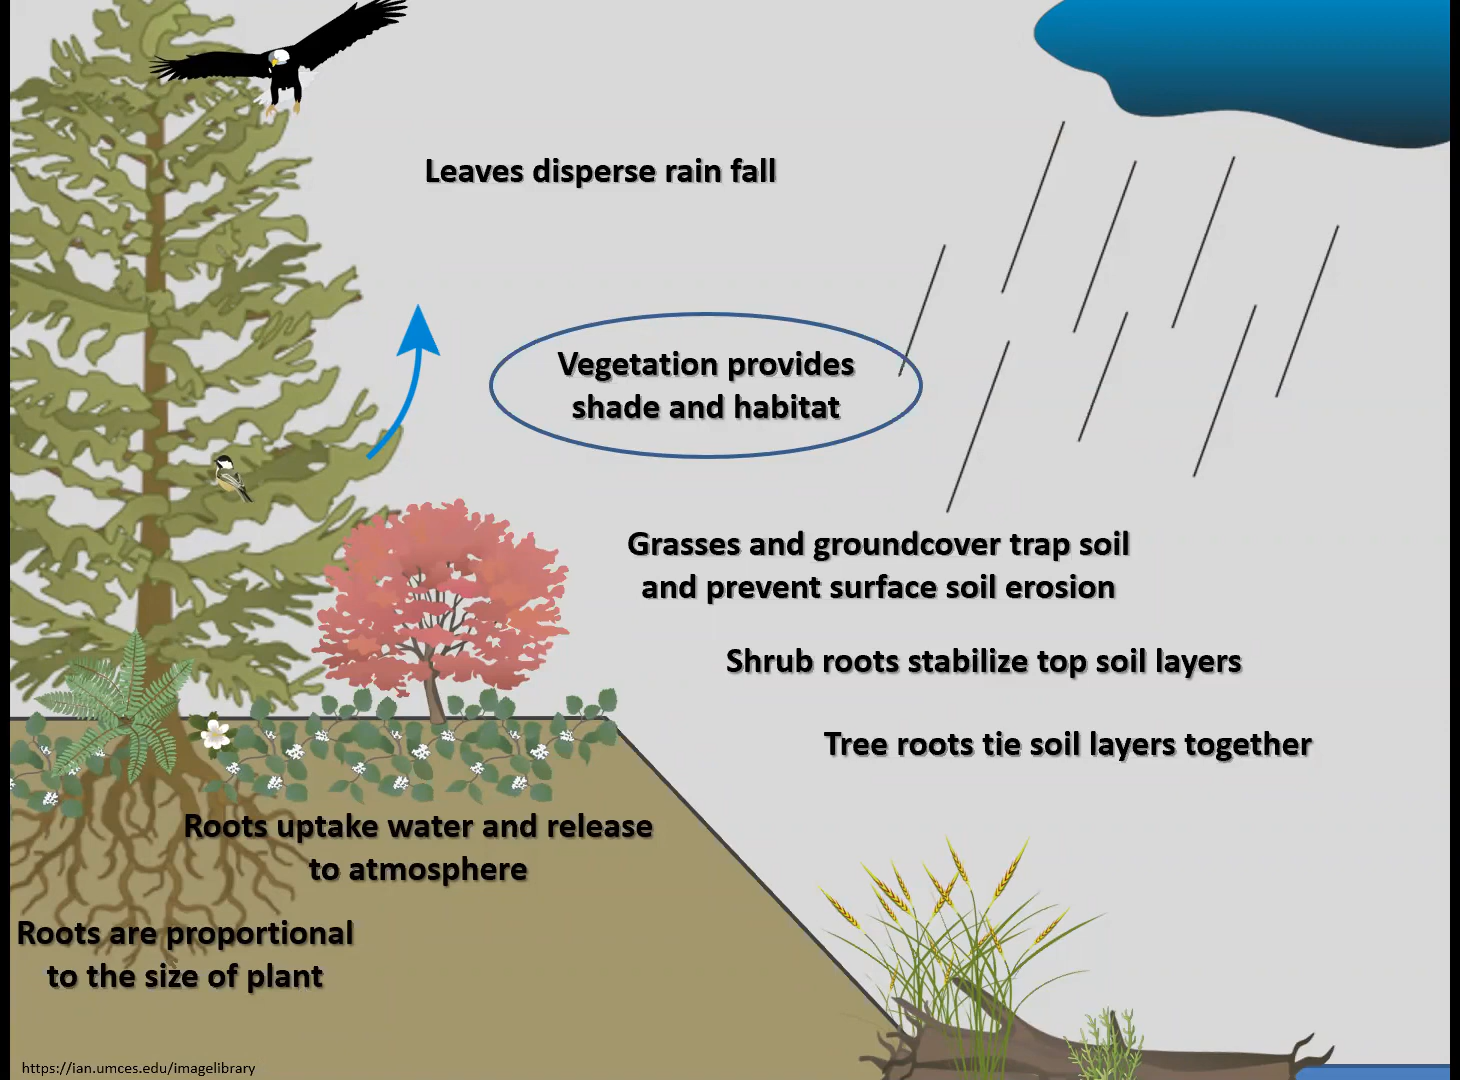 Leaves disperse rain fall
Vegetation provides
shade and habitat
Grasses and groundcover trap soil
and prevent surface soil erosion
Shrub roots stabilize top soil layers
Tree roots tie soil layers together
Roots uptake water and release
to atmosphere
Roots are proportional
to the size of plant
https://ian.umces.edu/imagelibrary